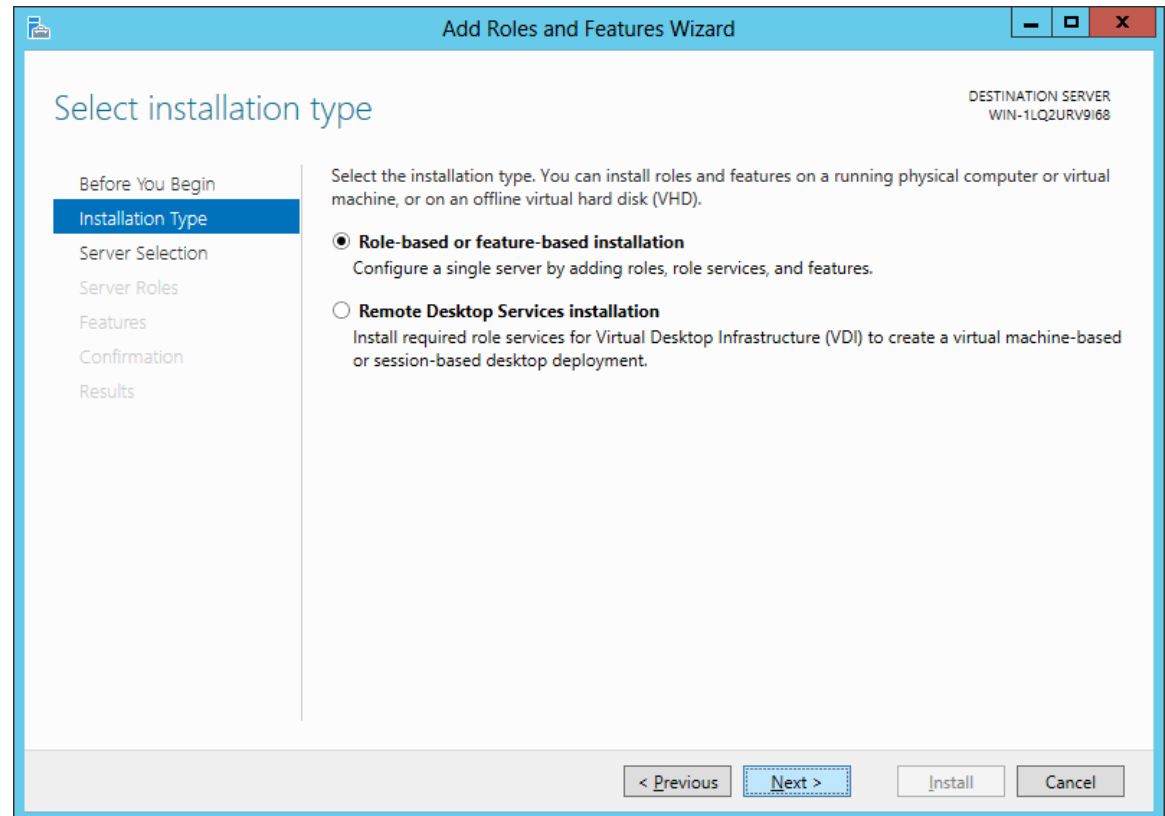 Add Roles and Features Wizard
Select installation type
DESTINATION SERVER
WIN-1LQ2URV9I68
Before You Begin
Installation Type
Server Selection
Server Roles
Features
Confirmation
Results
Select the installation type. You can install roles and features on a running physical computer or virtual
machine, or on an offline virtual hard disk (VHD).
Role-based or feature-based installation
Configure a single server by adding roles, role services, and features.
Remote Desktop Services installation
Install required role services for Virtual Desktop Infrastructure (VDI) to create a virtual machine-based
or session-based desktop deployment.
< Previous
Next >
Install
Cancel